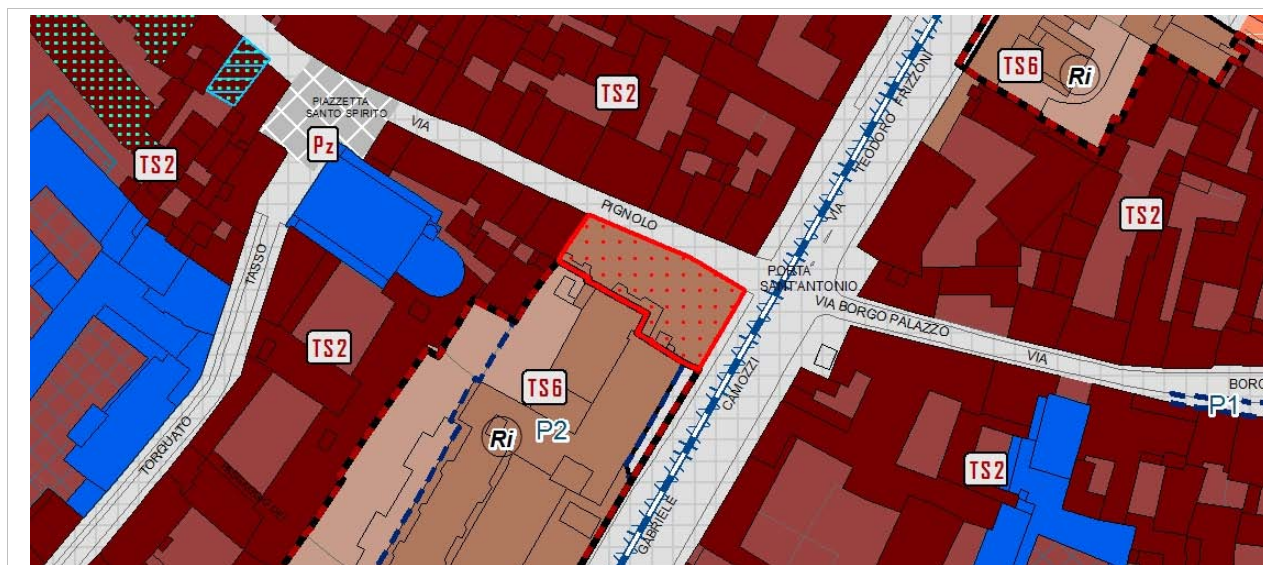 TS2
PIAZZETTA
SANTO SPIRITO
Pz
VIA
PIGNOLO
TS2
VIA
TEODORO
FRIZZONI
TS6
Ri
TS2
TORQUATO
TASSO
TS2
PORTA
SANT'ANTONIO
VIA BORGO PALAZZO
VIA
BORG
P1
TS6
Ri
P2
GABRIELE
CAMOZZI
TS2